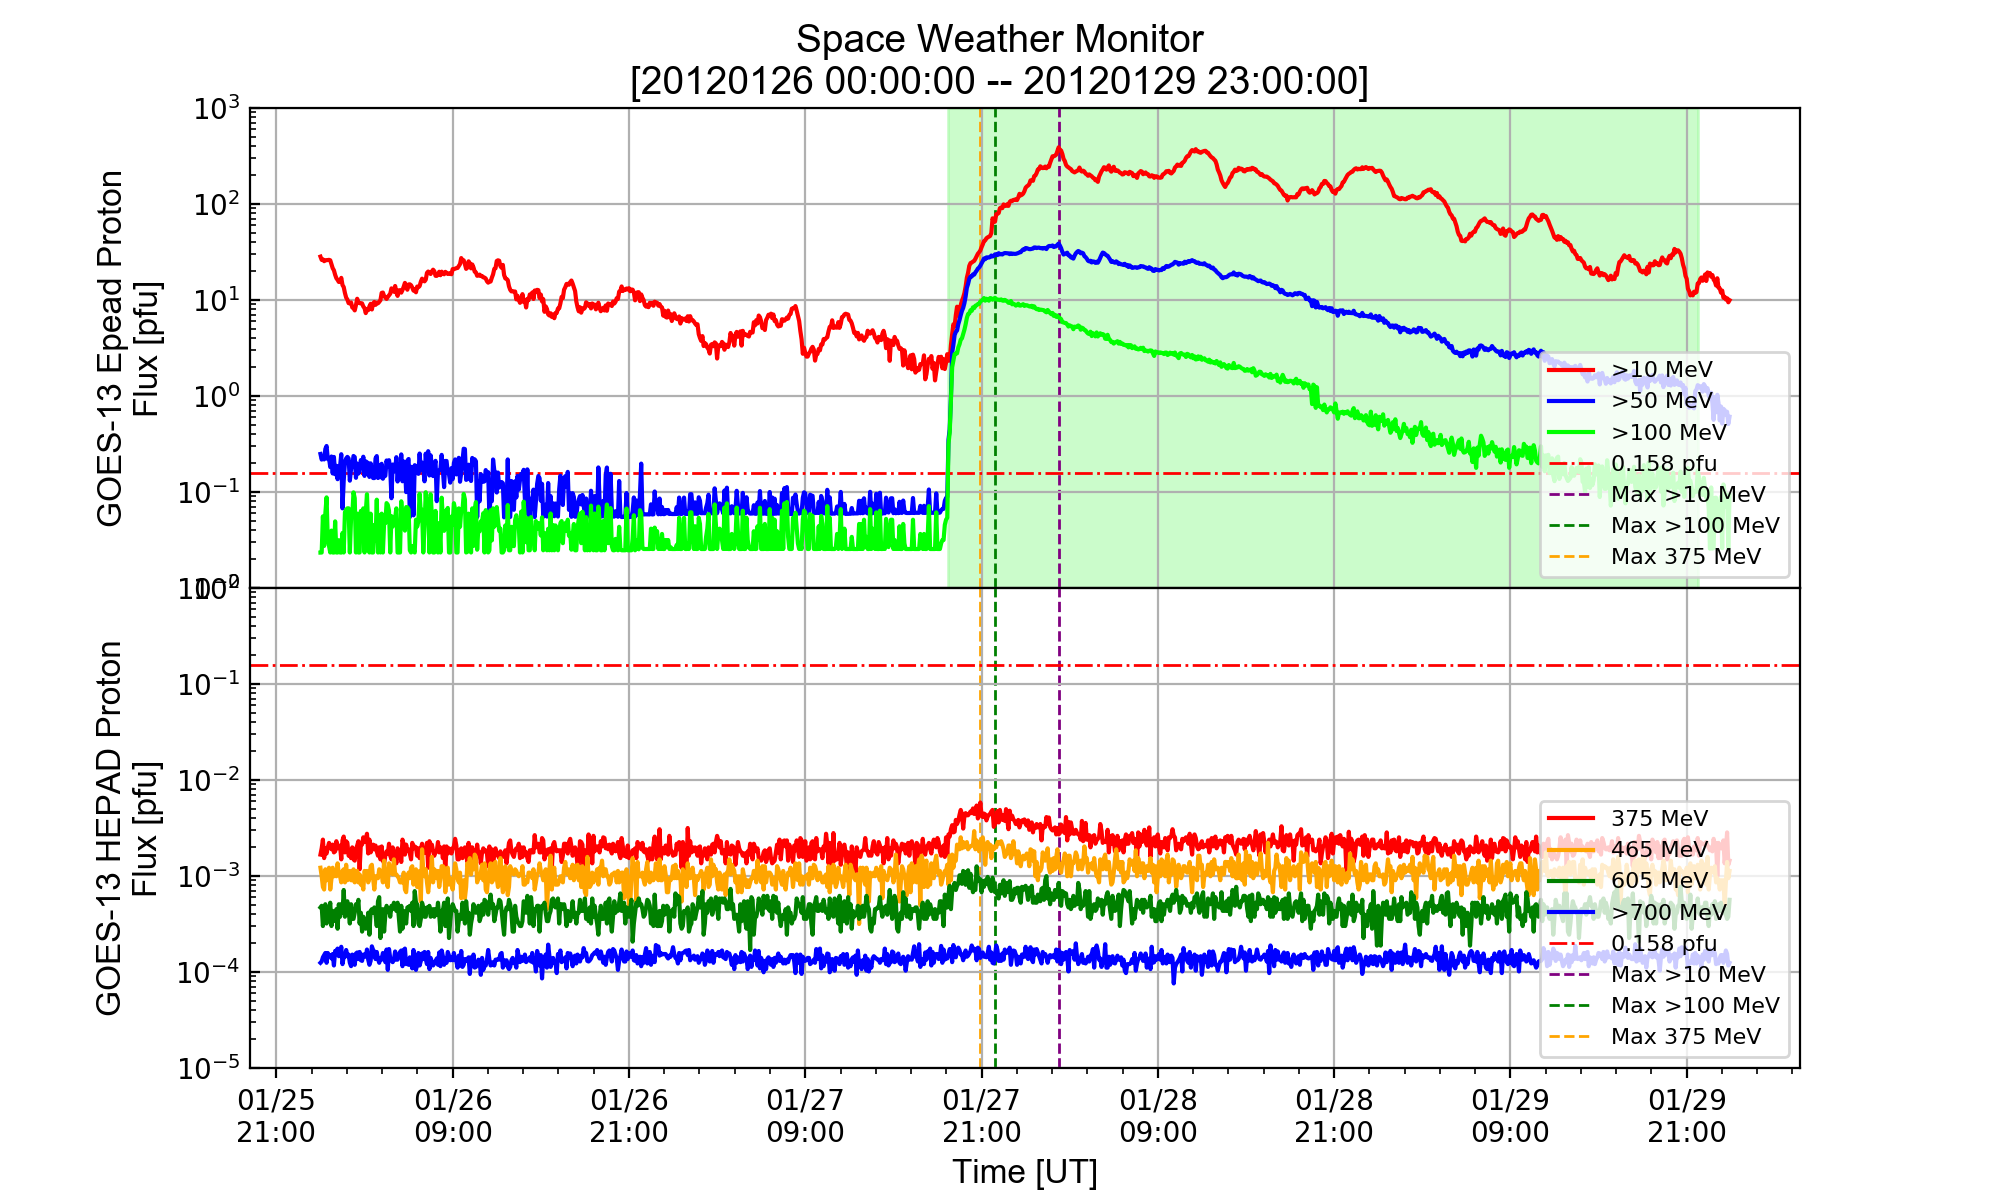 Space Weather Monitor
[20120126 00:00:00 -- 20120129 23:00:00]
GOES-13 Epead Proton
Flux [pfu]
10³
10²
10¹
10⁰
10⁻¹
10⁻²
>10 MeV
>50 MeV
>100 MeV
0.158 pfu
Max >10 MeV
Max >100 MeV
Max 375 MeV
GOES-13 HEPAD Proton
Flux [pfu]
10⁰
10⁻¹
10⁻²
10⁻³
10⁻⁴
10⁻⁵
375 MeV
465 MeV
605 MeV
>700 MeV
0.158 pfu
Max >10 MeV
Max >100 MeV
Max 375 MeV
01/25 01/26 01/26 01/27 01/27 01/28 01/28 01/29 01/29
21:00 09:00 21:00 09:00 21:00 09:00 21:00 09:00 21:00
Time [UT]